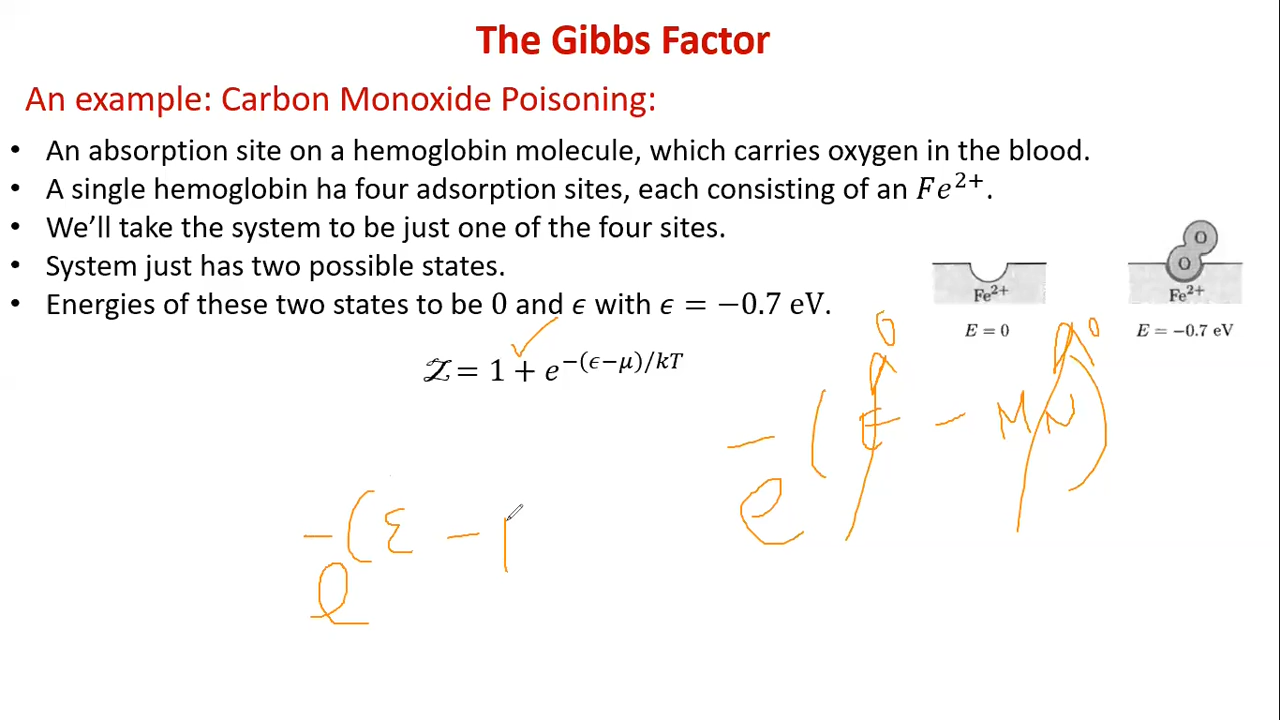 The Gibbs Factor
An example: Carbon Monoxide Poisoning:
• An absorption site on a hemoglobin molecule, which carries oxygen in the blood.
• A single hemoglobin ha four adsorption sites, each consisting of an Fe²⁺.
• We’ll take the system to be just one of the four sites.
• System just has two possible states.
• Energies of these two states to be 0 and ϵ with ϵ = −0.7 eV.
O
O
Fe²⁺ Fe²⁺
E = 0 E = −0.7 eV
𝒵 = 1 + e^{−(ϵ−μ)/kT}
0 0
e^{−(E − MN)}
e^{−(ε −